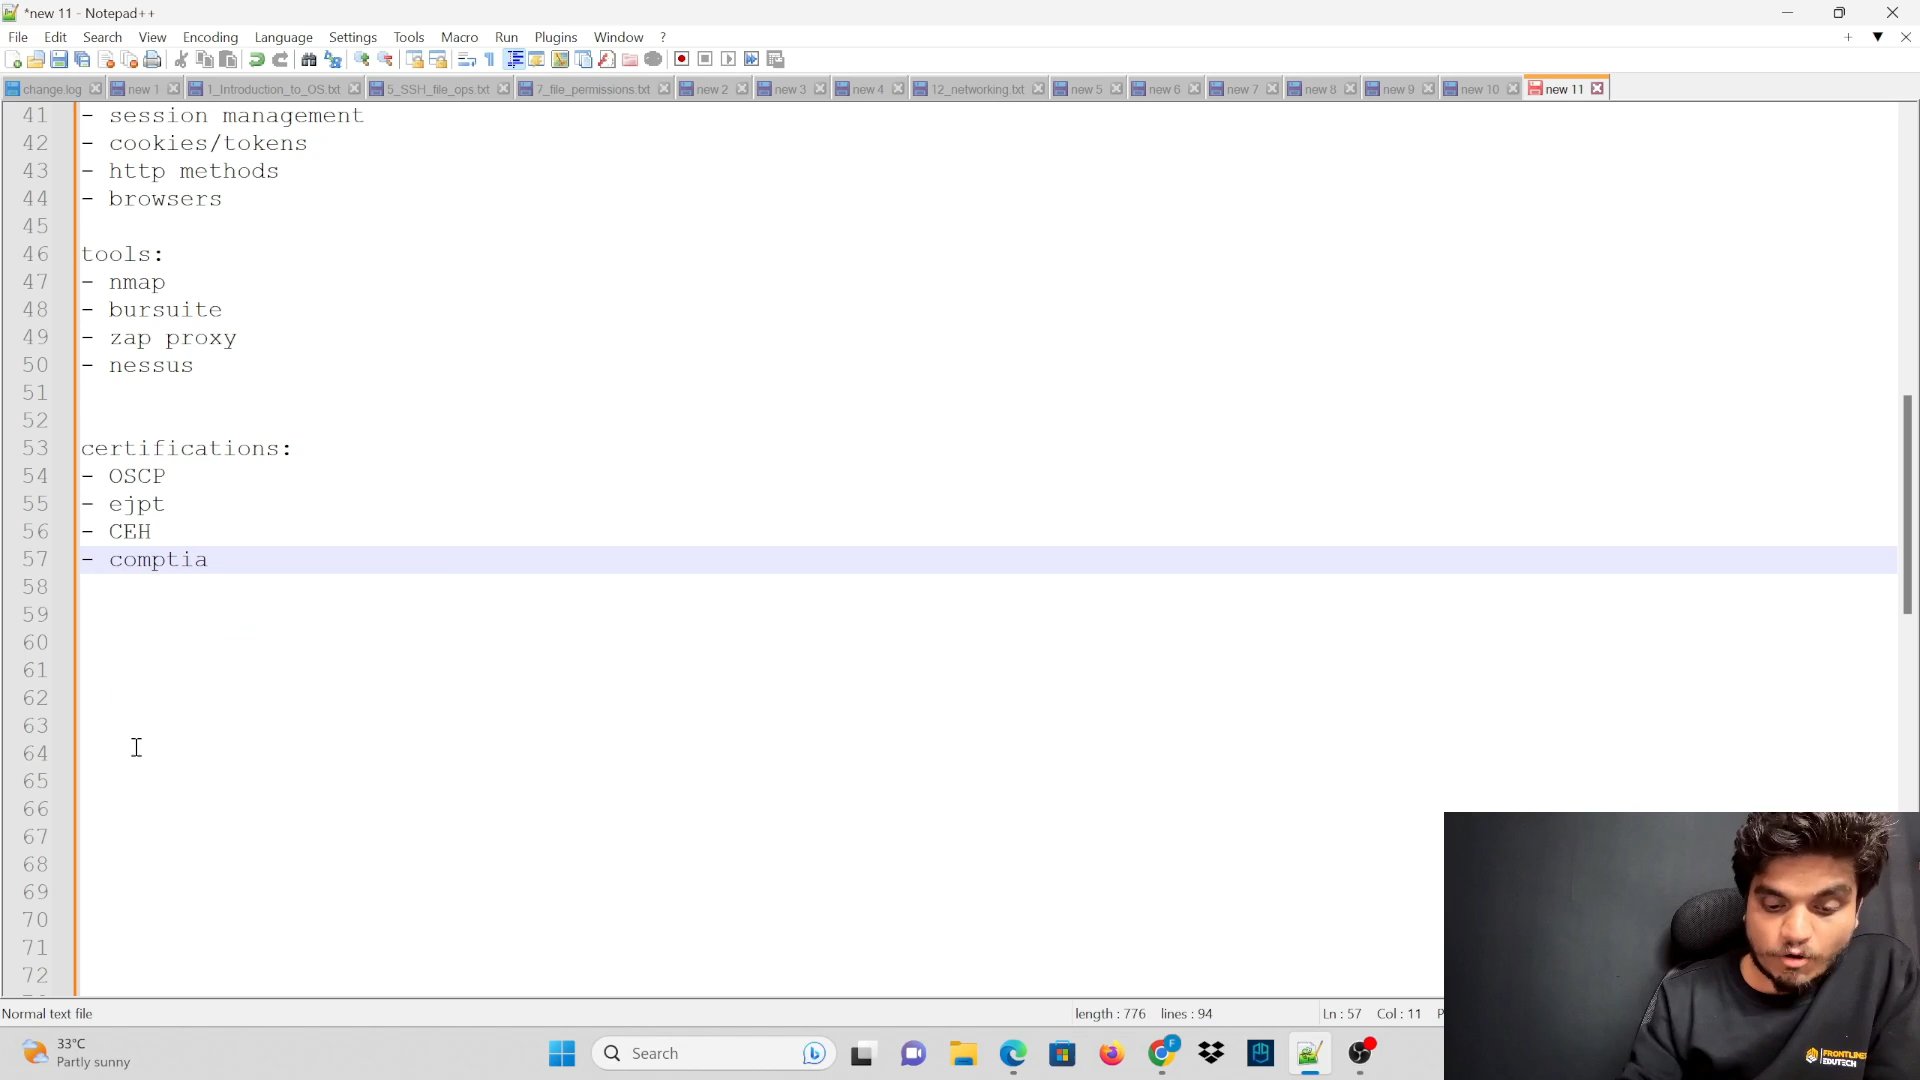 *new 11 - Notepad++
File Edit Search View Encoding Language Settings Tools Macro Run Plugins Window ?
change.log new 1 1_Introduction_to_OS.txt 5_SSH_file_ops.txt 7_file_permissions.txt new 2 new 3 new 4 12_networking.txt new 5 new 6 new 7 new 8 new 9 new 10 new 11
41 - session management
42 - cookies/tokens
43 - http methods
44 - browsers
45
46 tools:
47 - nmap
48 - bursuite
49 - zap proxy
50 - nessus
51
52
53 certifications:
54 - OSCP
55 - ejpt
56 - CEH
57 - comptia
58
59
60
61
62
63
64
65
66
67
68
69
70
71
72
Normal text file length : 776 lines : 94 Ln : 57 Col : 11 P
33°C
Partly sunny
Search
FRONTLINES
EDUTECH